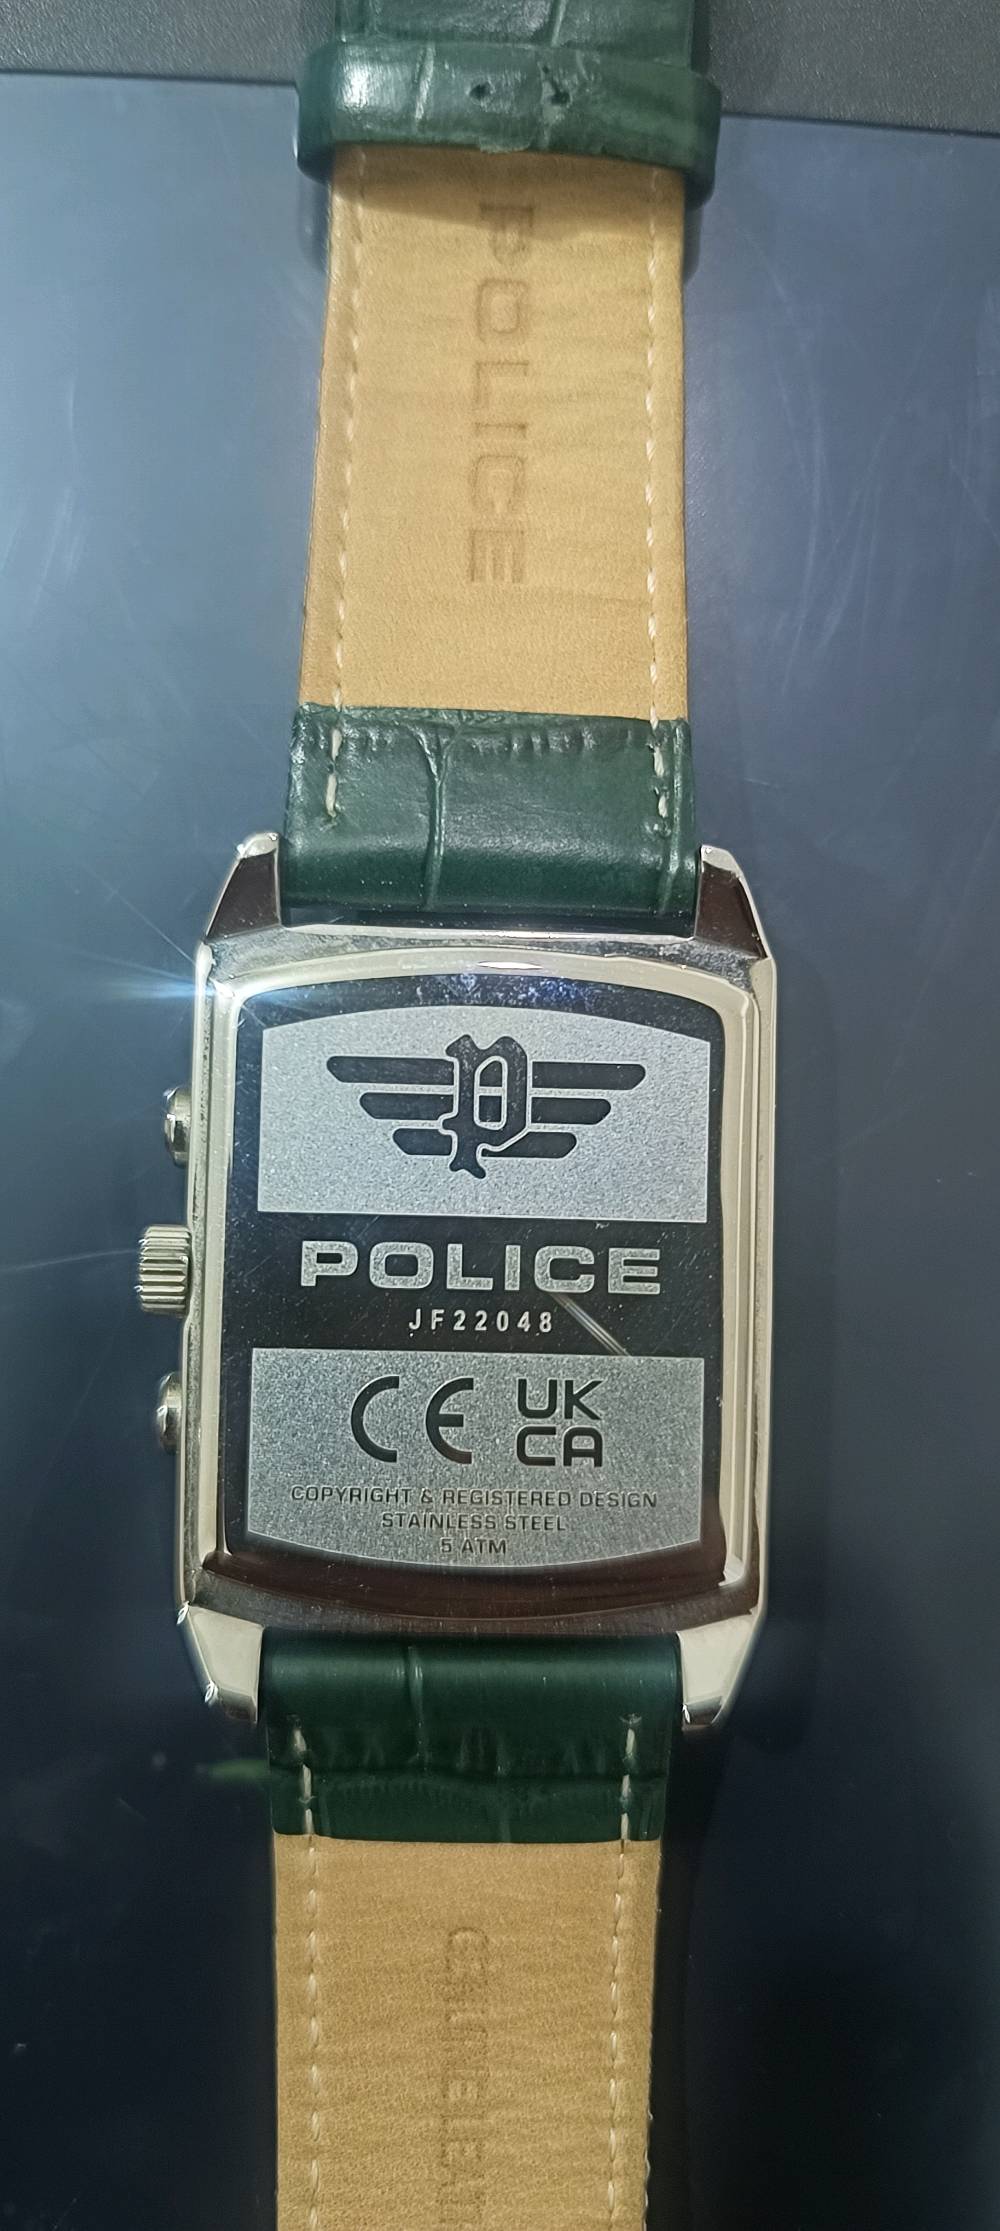 POLICE
P
POLICE
JF22048
CE UK
CA
COPYRIGHT & REGISTERED DESIGN
STAINLESS STEEL
5 ATM